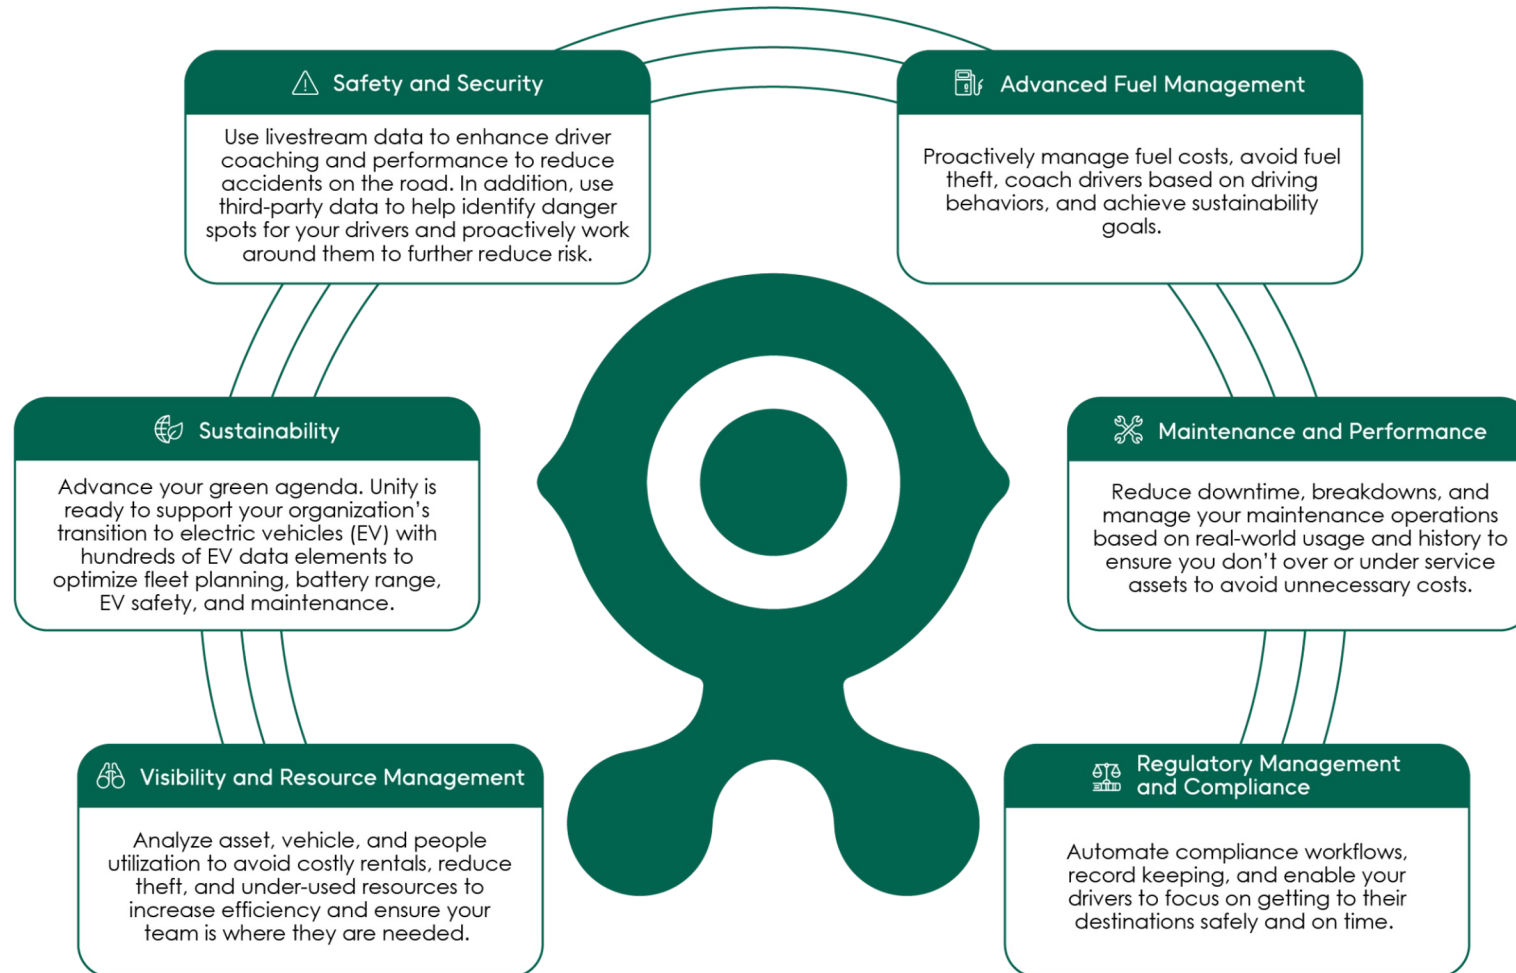 Safety and Security
Use livestream data to enhance driver
coaching and performance to reduce
accidents on the road. In addition, use
third-party data to help identify danger
spots for your drivers and proactively work
around them to further reduce risk.
Advanced Fuel Management
Proactively manage fuel costs, avoid fuel
theft, coach drivers based on driving
behaviors, and achieve sustainability
goals.
Sustainability
Advance your green agenda. Unity is
ready to support your organization’s
transition to electric vehicles (EV) with
hundreds of EV data elements to
optimize fleet planning, battery range,
EV safety, and maintenance.
Maintenance and Performance
Reduce downtime, breakdowns, and
manage your maintenance operations
based on real-world usage and history to
ensure you don’t over or under service
assets to avoid unnecessary costs.
Visibility and Resource Management
Analyze asset, vehicle, and people
utilization to avoid costly rentals, reduce
theft, and under-used resources to
increase efficiency and ensure your
team is where they are needed.
Regulatory Management
and Compliance
Automate compliance workflows,
record keeping, and enable your
drivers to focus on getting to their
destinations safely and on time.